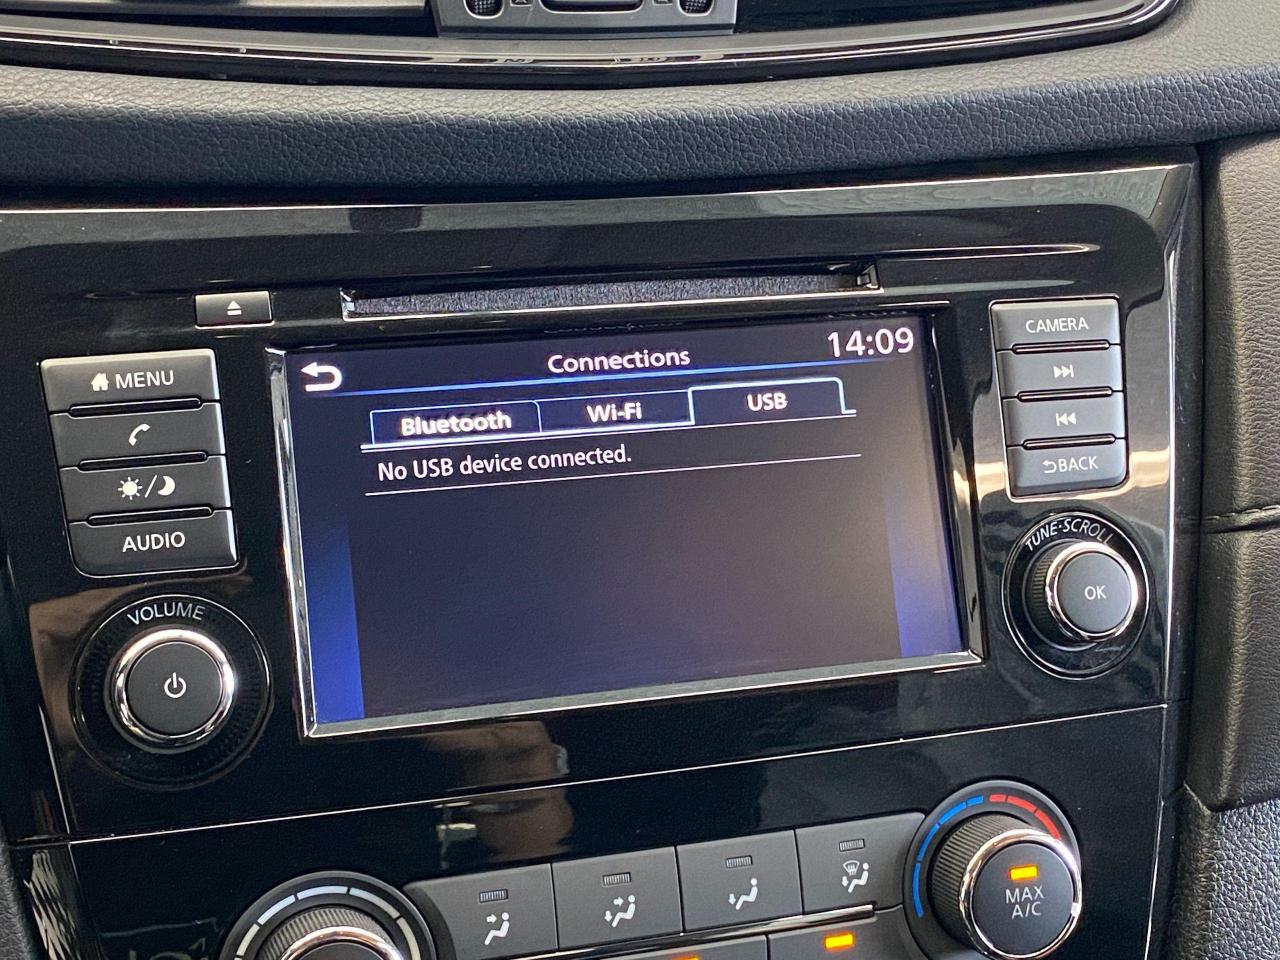 CAMERA
MENU
Connections
14:09
Bluetooth
Wi-Fi
USB
No USB device connected.
BACK
AUDIO
VOLUME
TUNE·SCROLL
OK
MAX
A/C